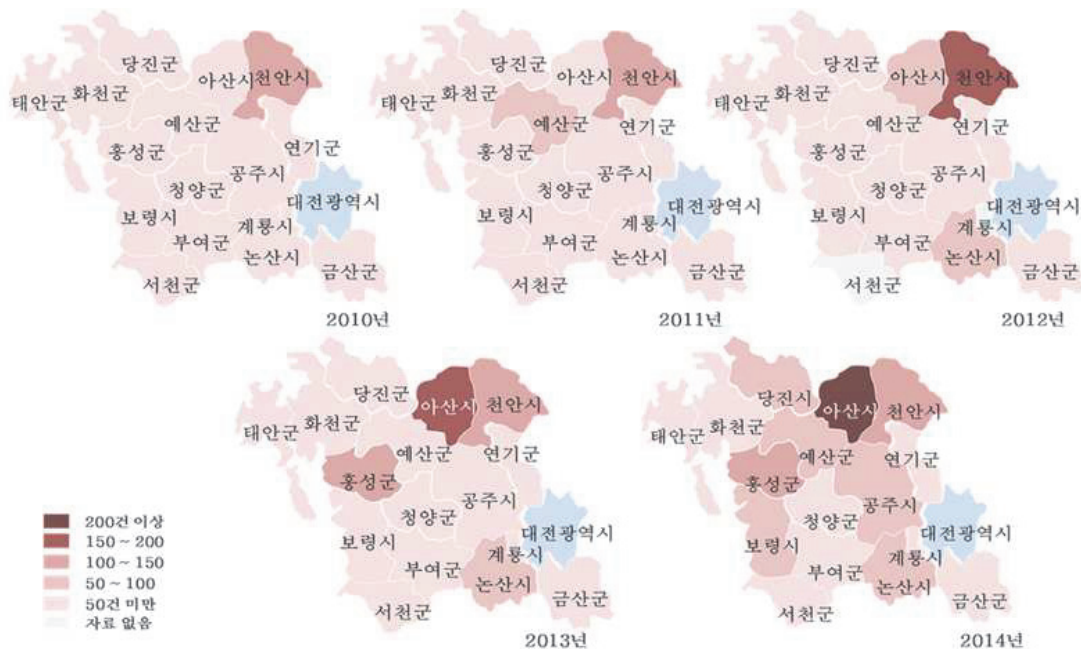 당진군
아산시
천안시
태안군
화천군
예산군
홍성군
연기군
공주시
청양군
대전광역시
보령시
계룡시
부여군
논산시
서천군
금산군
2010년
당진군
아산시
천안시
태안군
화천군
예산군
연기군
홍성군
공주시
청양군
대전광역시
보령시
계룡시
부여군
논산시
서천군
금산군
2011년
당진군
아산시
천안시
태안군
화천군
예산군
연기군
홍성군
공주시
청양군
대전광역시
보령시
계룡시
부여군
논산시
서천군
금산군
2012년
당진군
아산시
천안시
태안군
화천군
예산군
연기군
홍성군
공주시
청양군
대전광역시
보령시
계룡시
부여군
논산시
서천군
금산군
2013년
당진시
아산시
천안시
태안군
화천군
예산군
연기군
홍성군
공주시
청양군
대전광역시
보령시
계룡시
부여군
논산시
서천군
금산군
2014년
200건 이상
150 ~ 200
100 ~ 150
50 ~ 100
50건 미만
자료 없음